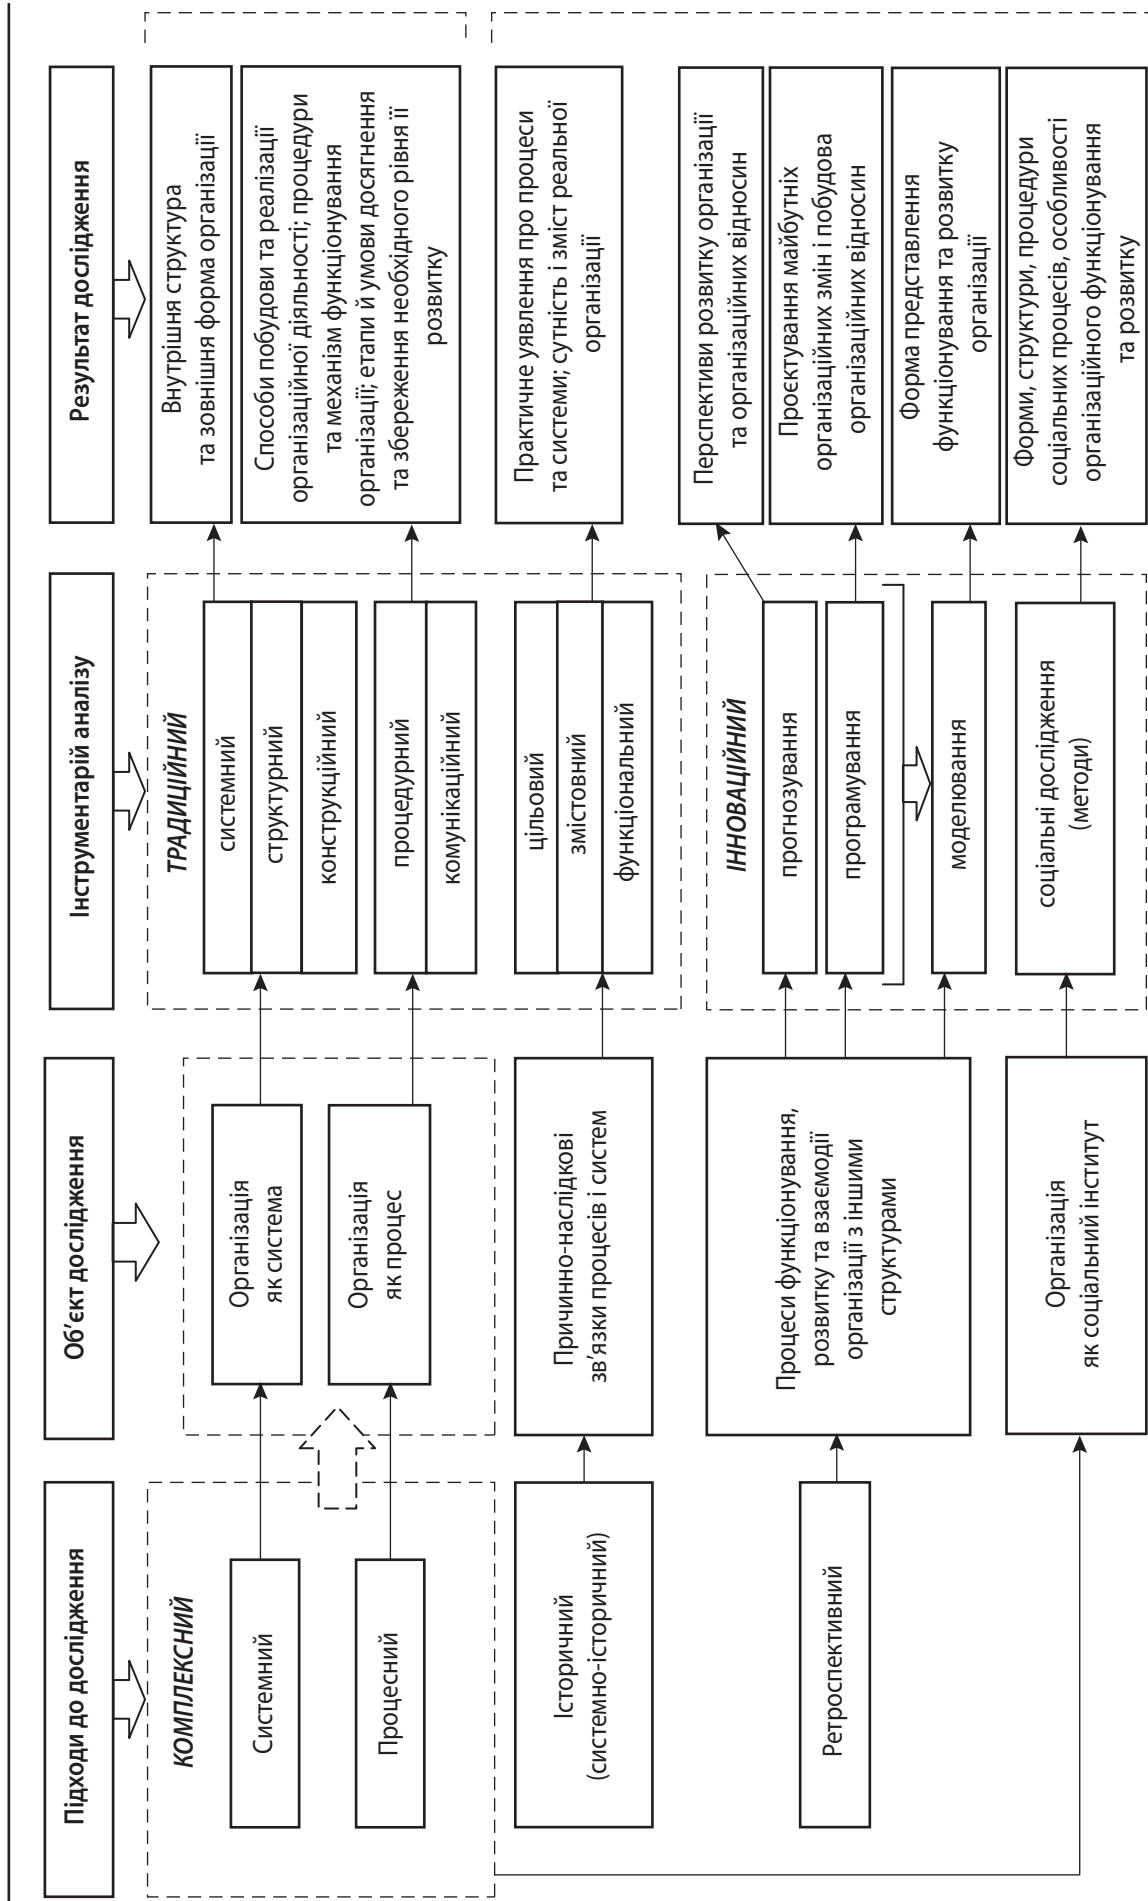 Підходи до дослідження
КОМПЛЕКСНИЙ
Системний
Процесний
Історичний
(системно-історичний)
Ретроспективний
Об’єкт дослідження
Організація
як система
Організація
як процес
Причинно-наслідкові
зв’язки процесів і систем
Процеси функціонування,
розвитку та взаємодії
організації з іншими
структурами
Організація
як соціальний інститут
Інструментарій аналізу
ТРАДИЦІЙНИЙ
системний
структурний
конструкційний
процедурний
комунікаційний
цільовий
змістовний
функціональний
ІННОВАЦІЙНИЙ
прогнозування
програмування
моделювання
соціальні дослідження
(методи)
Результат дослідження
Внутрішня структура
та зовнішня форма організації
Способи побудови та реалізації
організаційної діяльності; процедури
та механізм функціонування
організації; етапи й умови досягнення
та збереження необхідного рівня її
розвитку
Практичне уявлення про процеси
та системи; сутність і зміст реальної
організації
Перспективи розвитку організації
та організаційних відносин
Проєктування майбутніх
організаційних змін і побудова
організаційних відносин
Форма представлення
функціонування та розвитку
організації
Форми, структури, процедури
соціальних процесів, особливості
організаційного функціонування
та розвитку